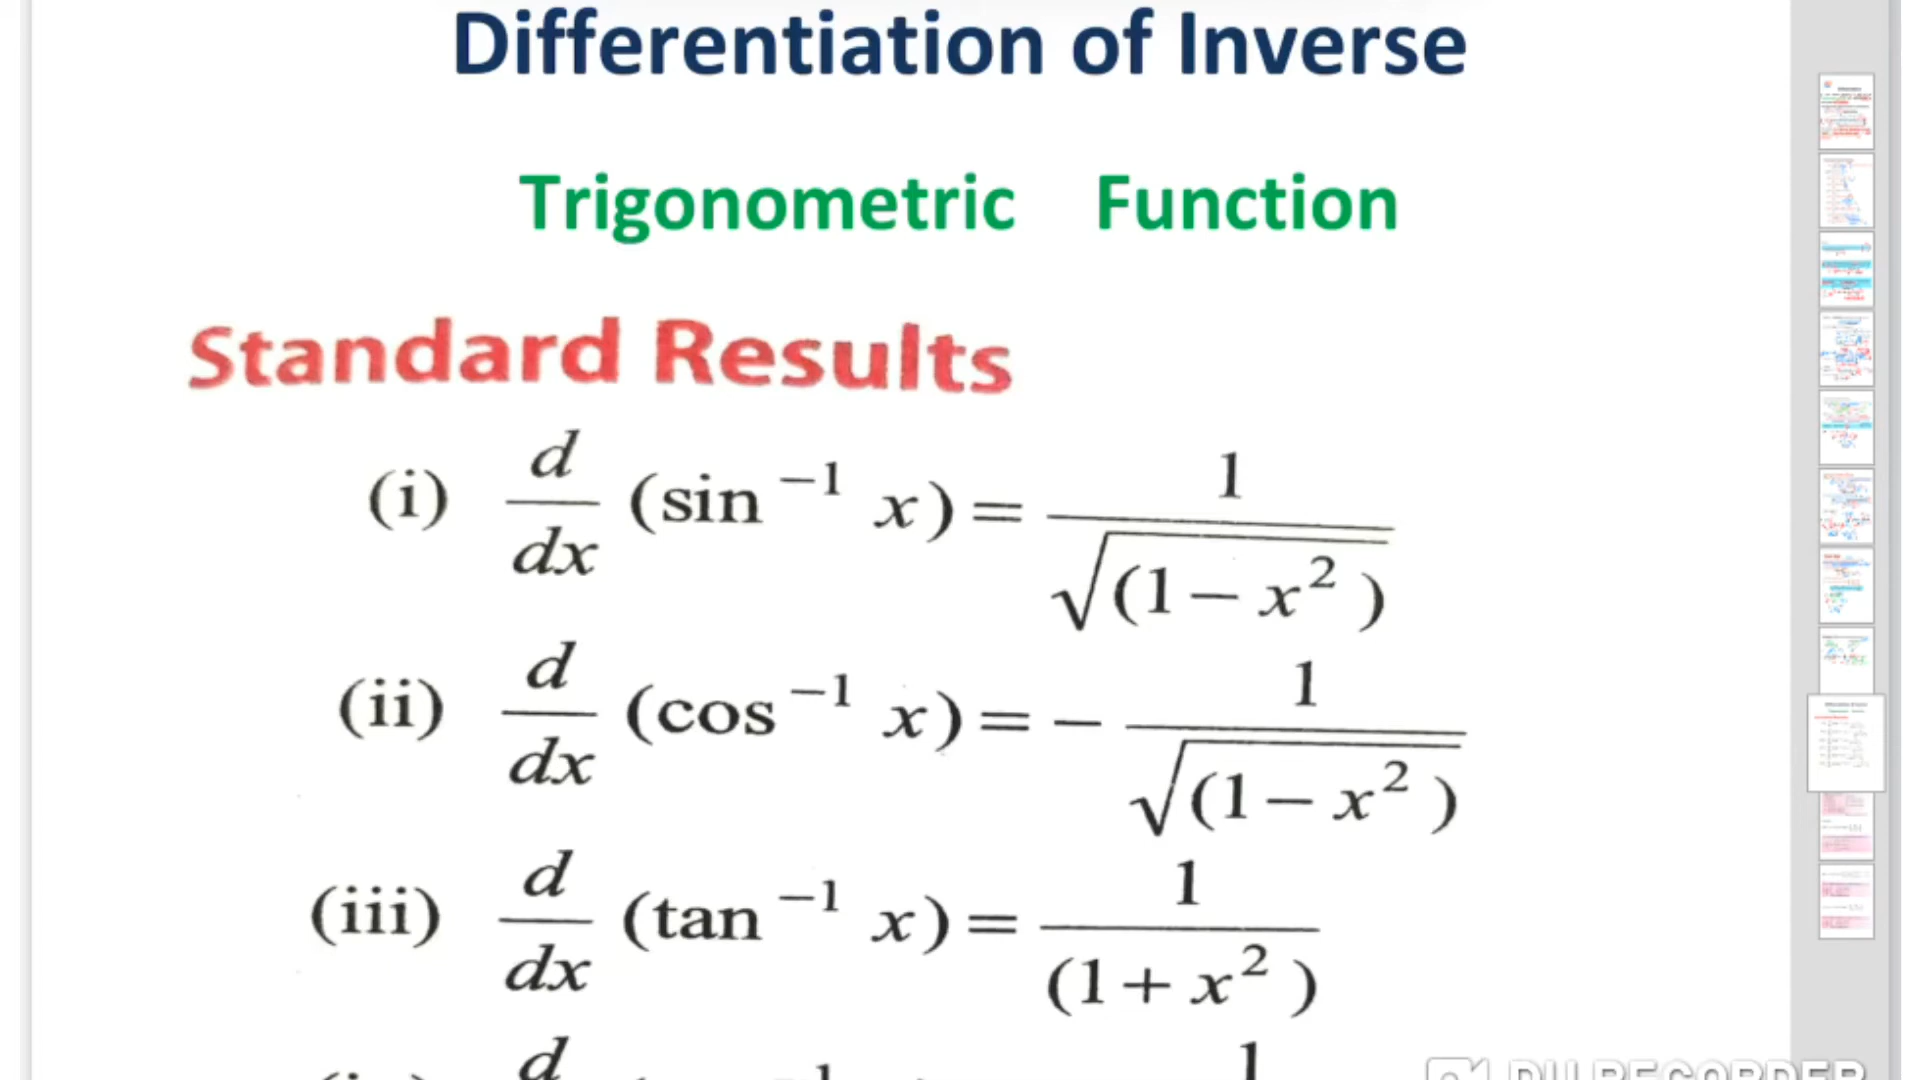 Differentiation of Inverse
Trigonometric Function
Standard Results
(i) d/dx (sin⁻¹ x) = 1/√(1 − x²)
(ii) d/dx (cos⁻¹ x) = − 1/√(1 − x²)
(iii) d/dx (tan⁻¹ x) = 1/(1 + x²)